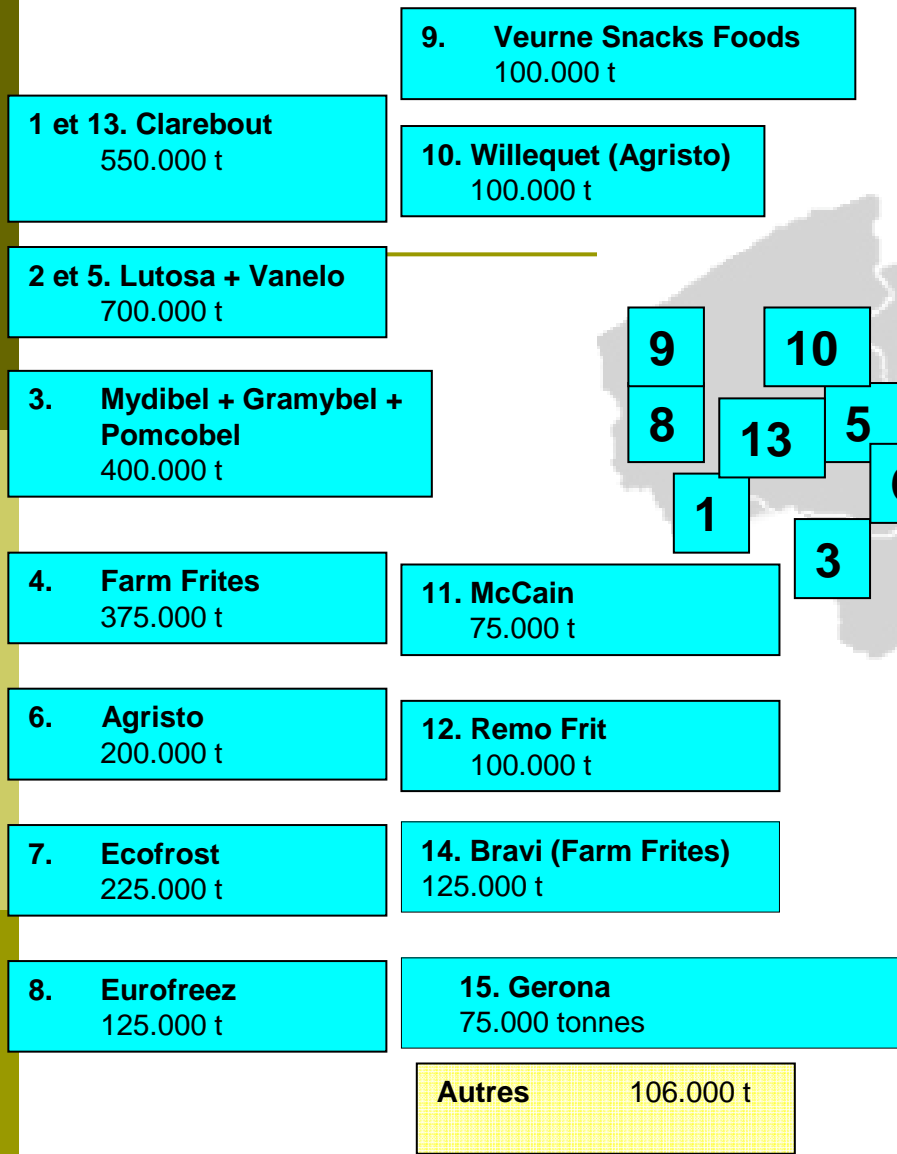 9. Veurne Snacks Foods
100.000 t
1 et 13. Clarebout
550.000 t
10. Willequet (Agristo)
100.000 t
2 et 5. Lutosa + Vanelo
700.000 t
3. Mydibel + Gramybel +
Pomcobel
400.000 t
4. Farm Frites
375.000 t
11. McCain
75.000 t
6. Agristo
200.000 t
12. Remo Frit
100.000 t
7. Ecofrost
225.000 t
14. Bravi (Farm Frites)
125.000 t
8. Eurofreez
125.000 t
15. Gerona
75.000 tonnes
Autres 106.000 t
9
10
8
13
5
1
3